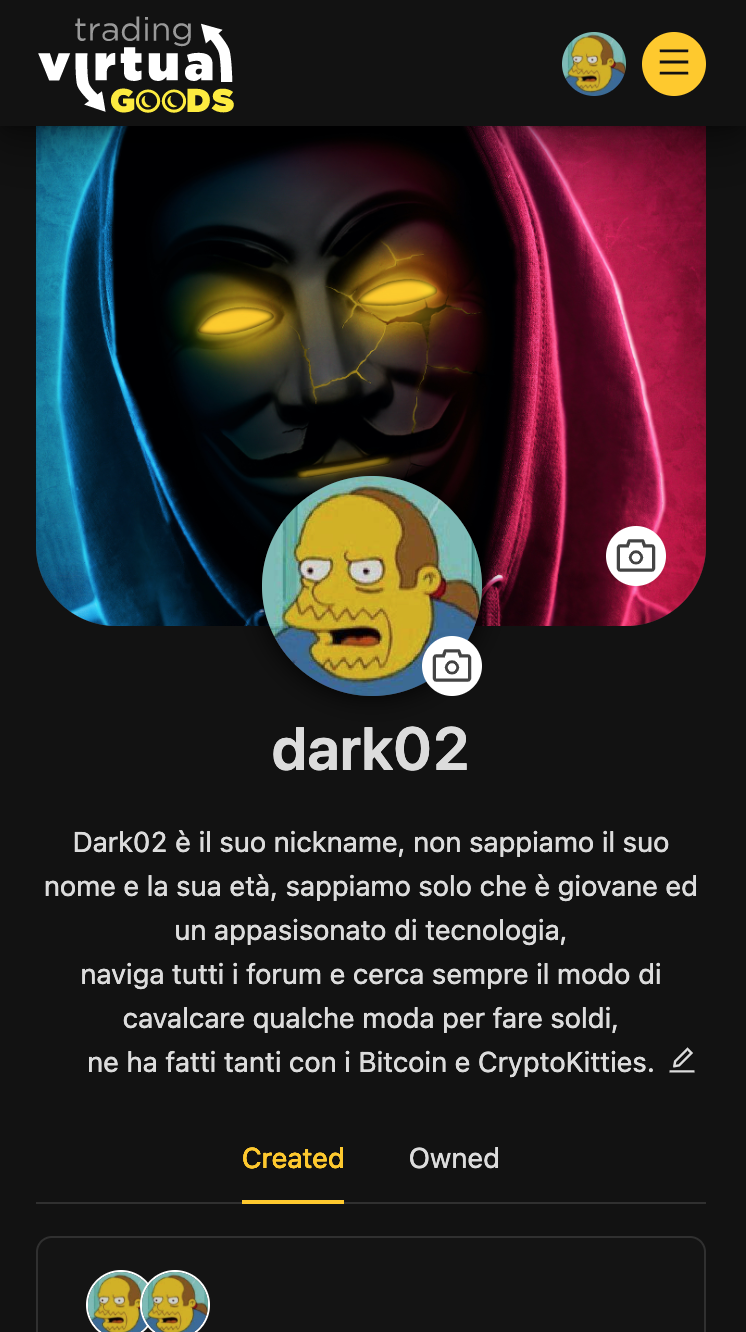 trading
virtual
GOODS
dark02
Dark02 è il suo nickname, non sappiamo il suo
nome e la sua età, sappiamo solo che è giovane ed
un appasisonato di tecnologia,
naviga tutti i forum e cerca sempre il modo di
cavalcare qualche moda per fare soldi,
ne ha fatti tanti con i Bitcoin e CryptoKitties.
Created Owned